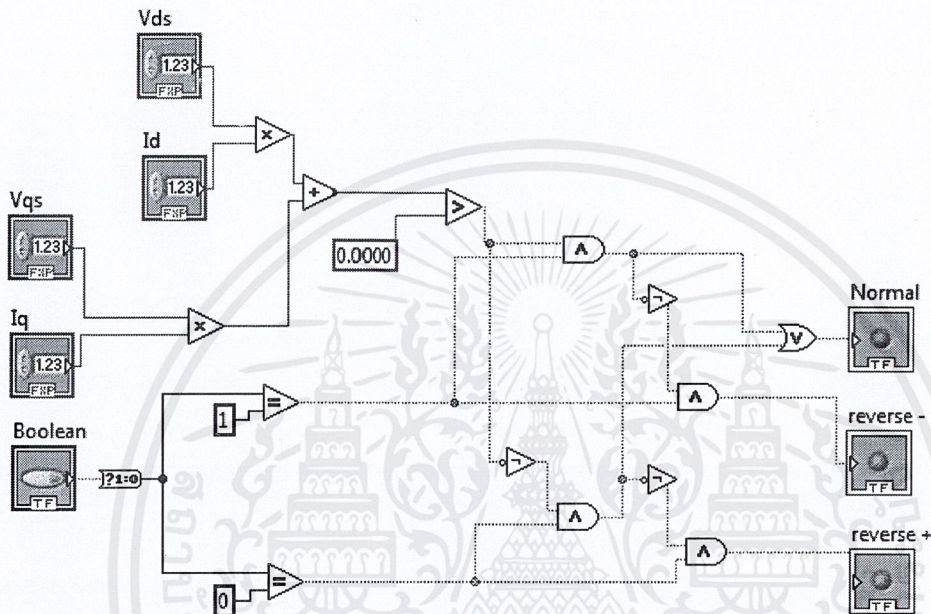 Vds
1.23
FXP
Id
1.23
FXP
×
+
>
0.0000
Vqs
1.23
FXP
Iq
1.23
FXP
×
∧
¬
Normal
∨
TF
=
1
∧
reverse -
TF
Boolean
TF
?1:0
¬
¬
∧
∧
reverse +
TF
=
0